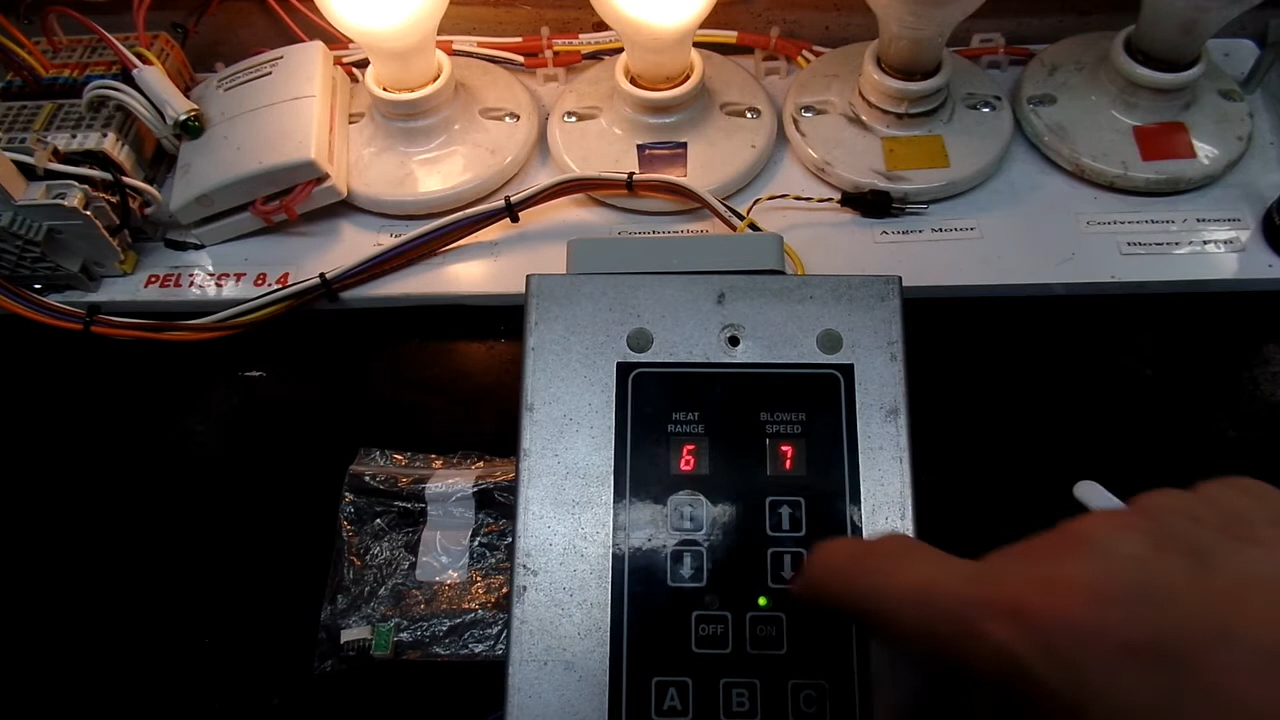 Combustion
Auger Motor
Convection / Room
Blower / Fan
PELTEST 8.4
HEAT
RANGE
BLOWER
SPEED
6
7
OFF
ON
A
B
C